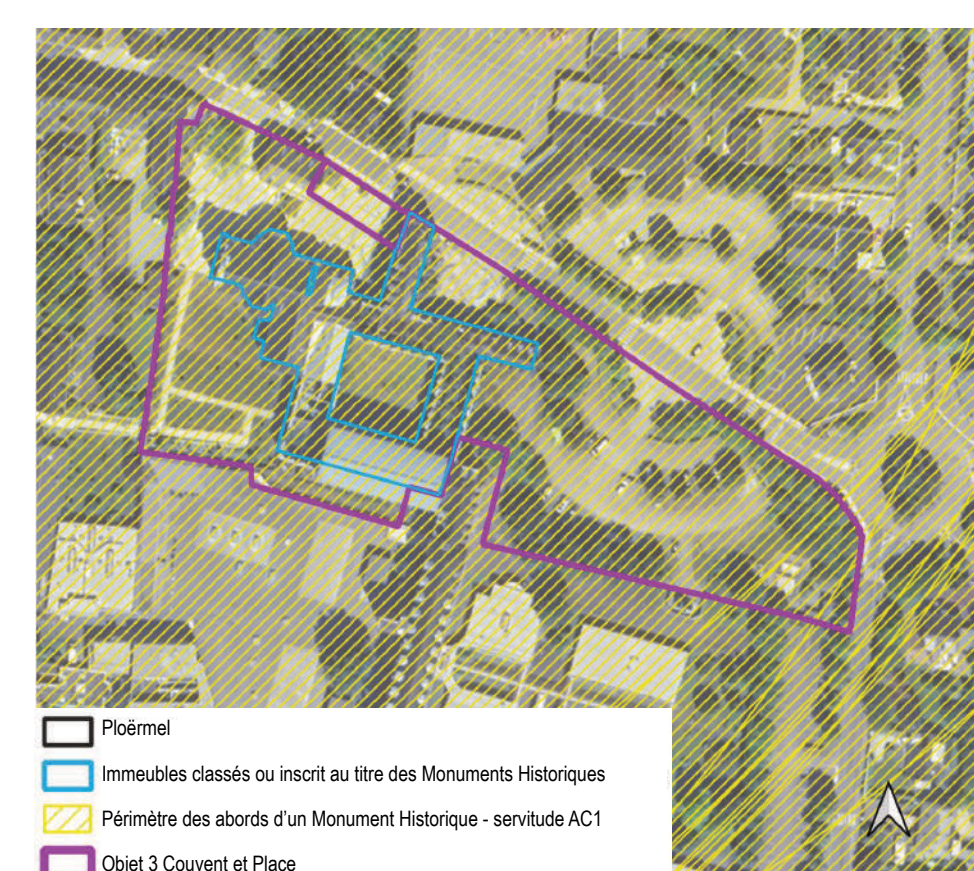 Ploërmel
Immeubles classés ou inscrit au titre des Monuments Historiques
Périmètre des abords d'un Monument Historique - servitude AC1
Objet 3 Couvent et Place